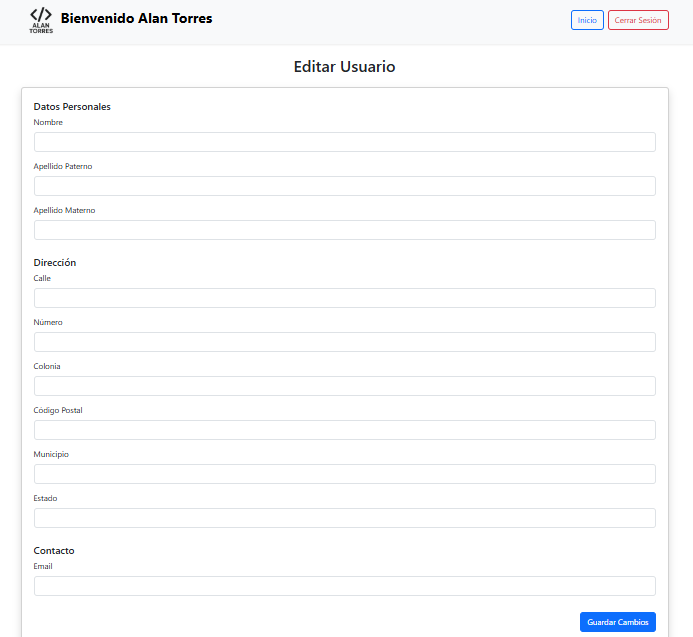 </>
ALAN
TORRES
Bienvenido Alan Torres
Inicio
Cerrar Sesión
Editar Usuario
Datos Personales
Nombre
Apellido Paterno
Apellido Materno
Dirección
Calle
Número
Colonia
Código Postal
Municipio
Estado
Contacto
Email
Guardar Cambios